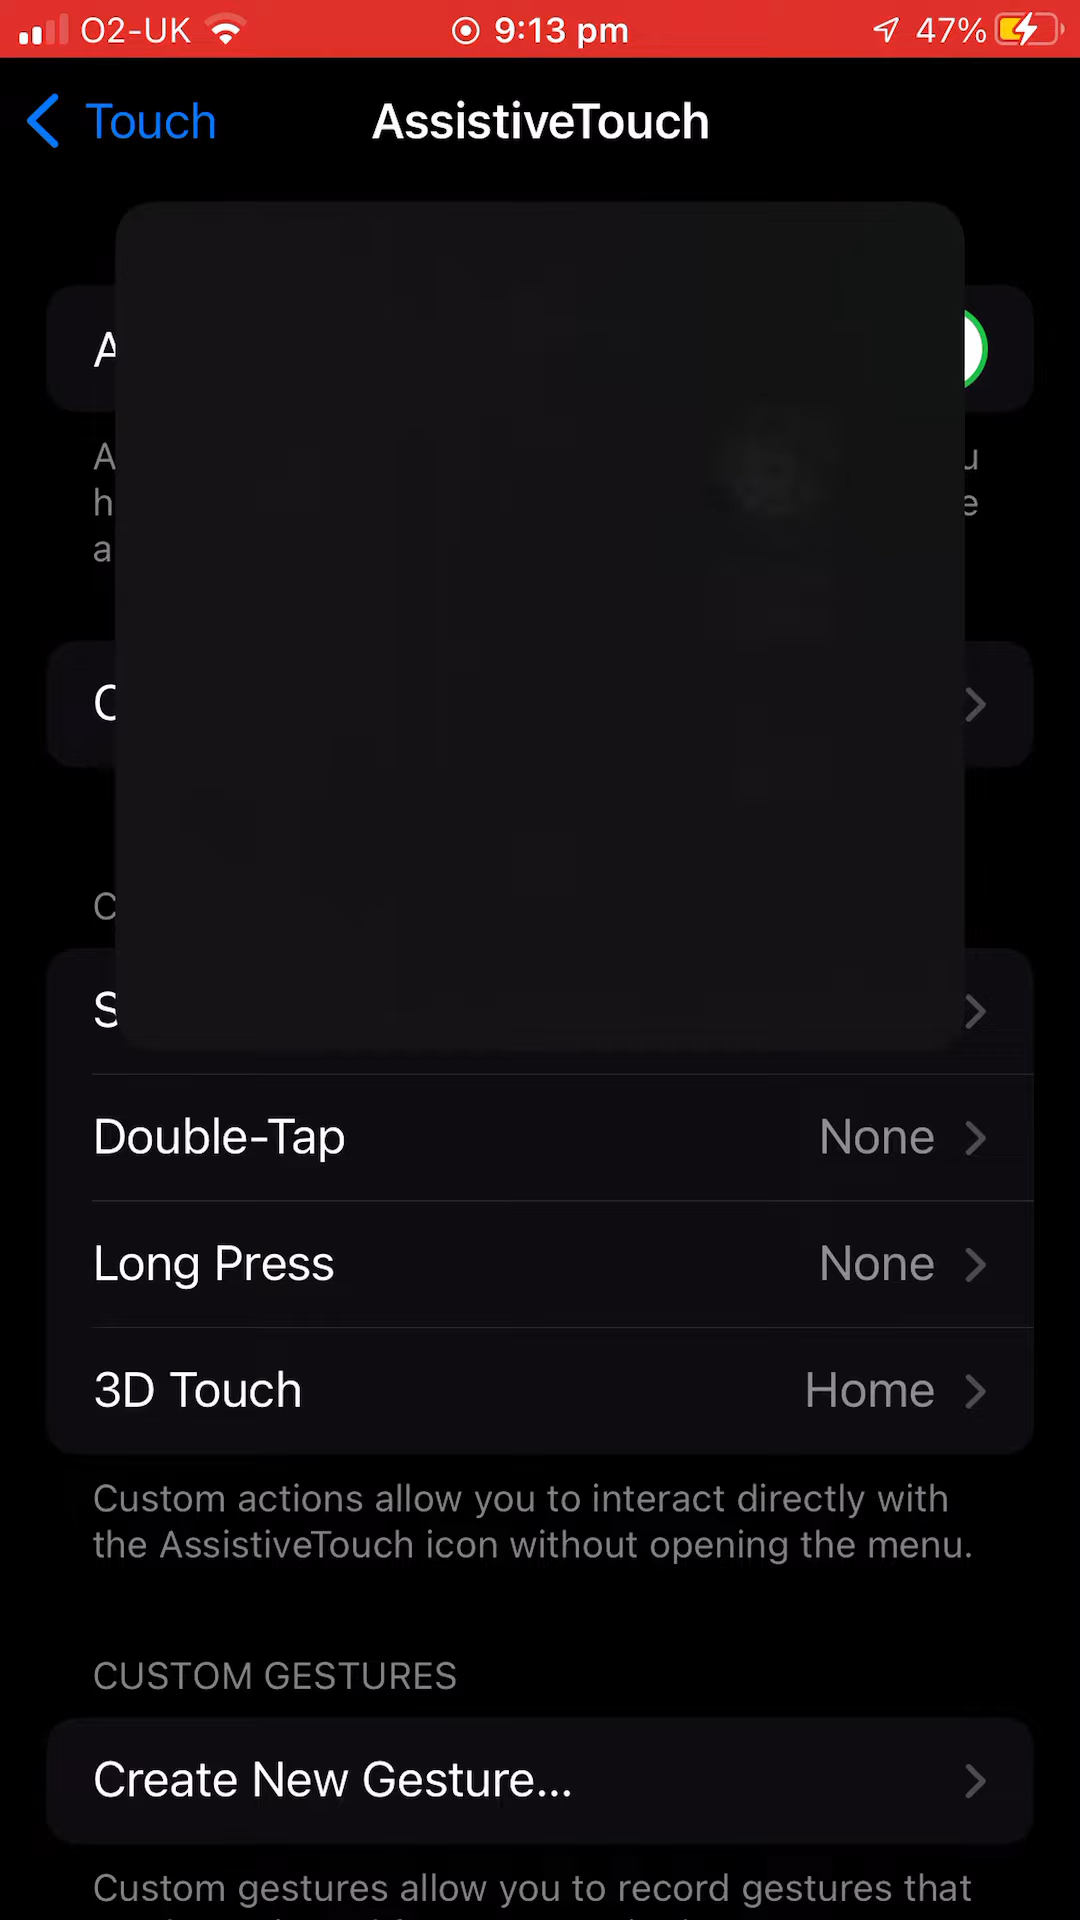 O2-UK 9:13 pm 47%
Touch AssistiveTouch
A
A u
h e
a
C
C
S
Double-Tap None
Long Press None
3D Touch Home
Custom actions allow you to interact directly with
the AssistiveTouch icon without opening the menu.
CUSTOM GESTURES
Create New Gesture...
Custom gestures allow you to record gestures that